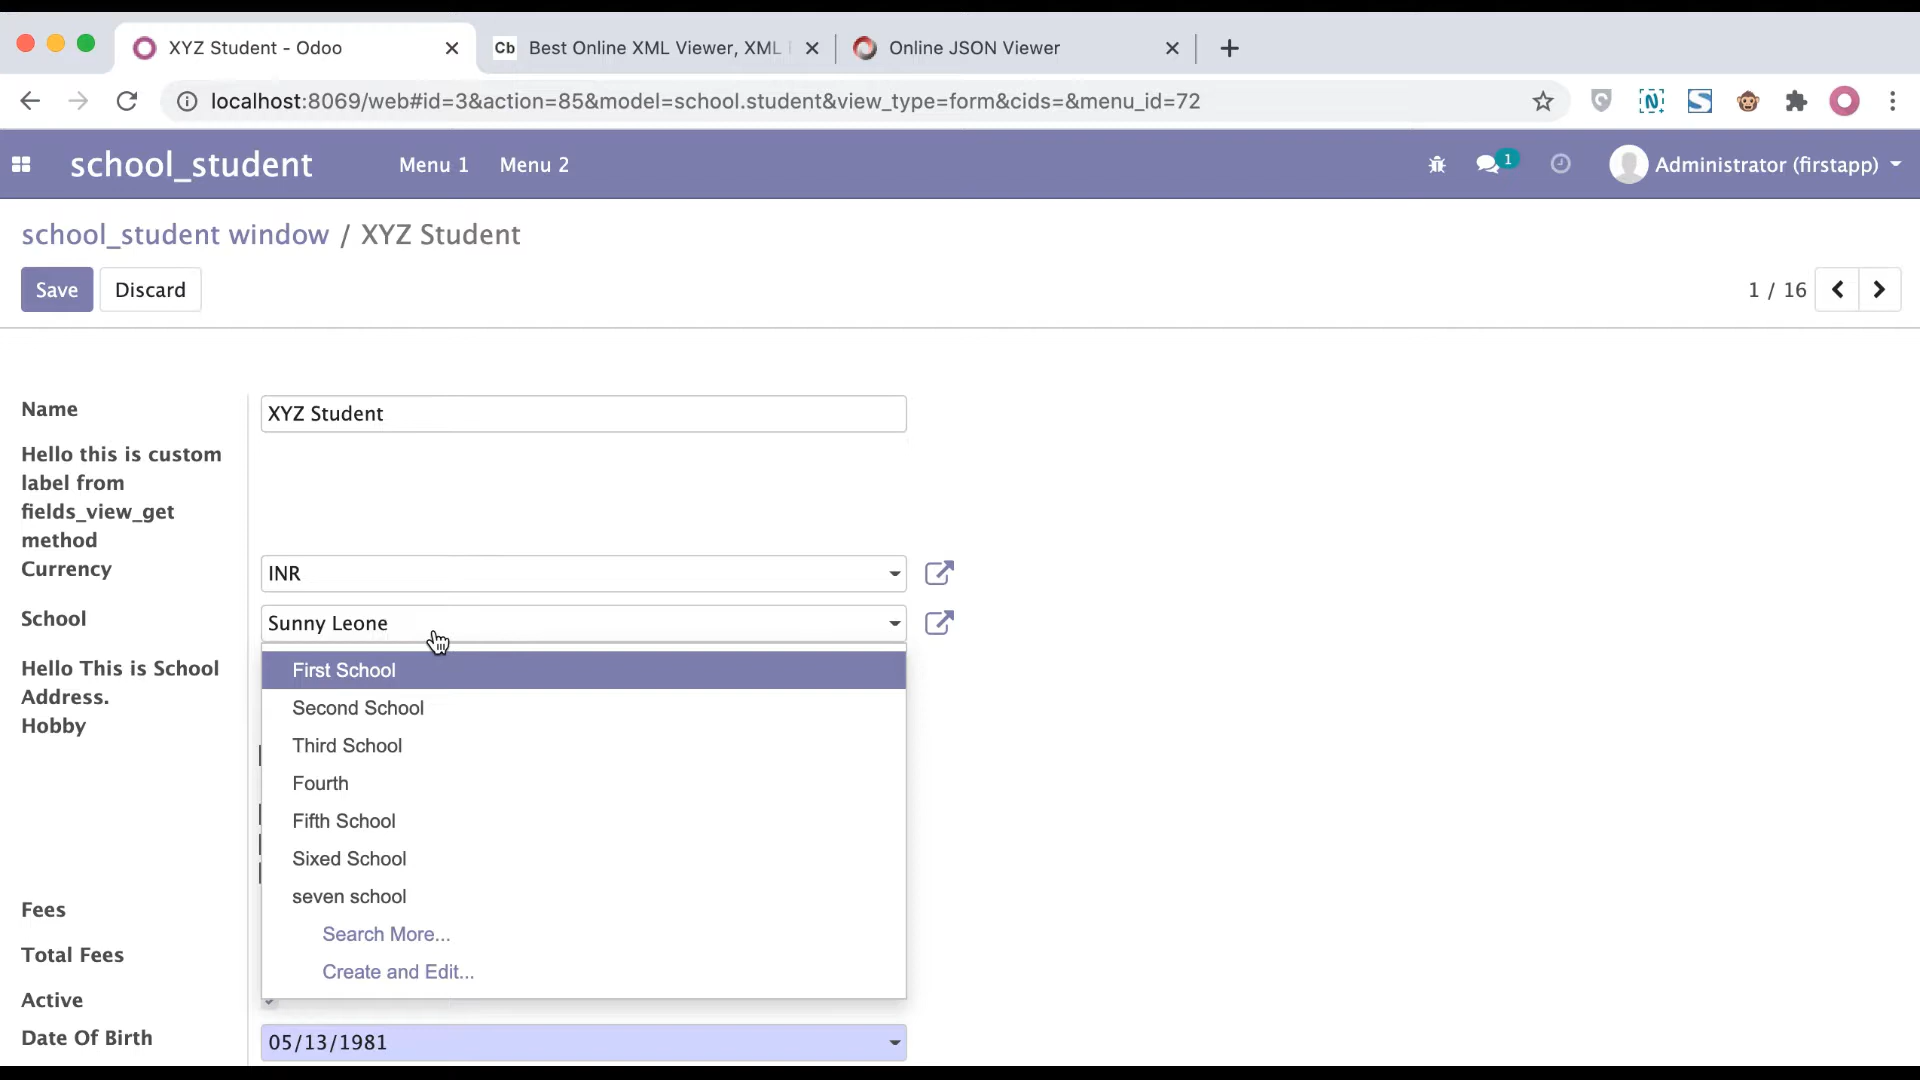 XYZ Student - Odoo
Cb Best Online XML Viewer, XML
Online JSON Viewer
localhost:8069/web#id=3&action=85&model=school.student&view_type=form&cids=&menu_id=72
school_student
Menu 1
Menu 2
1
Administrator (firstapp)
school_student window / XYZ Student
Save
Discard
1 / 16
Name
XYZ Student
Hello this is custom
label from
fields_view_get
method
Currency
INR
School
Sunny Leone
Hello This is School
Address.
Hobby
First School
Second School
Third School
Fourth
Fifth School
Sixed School
seven school
Search More...
Create and Edit...
Fees
Total Fees
Active
Date Of Birth
05/13/1981